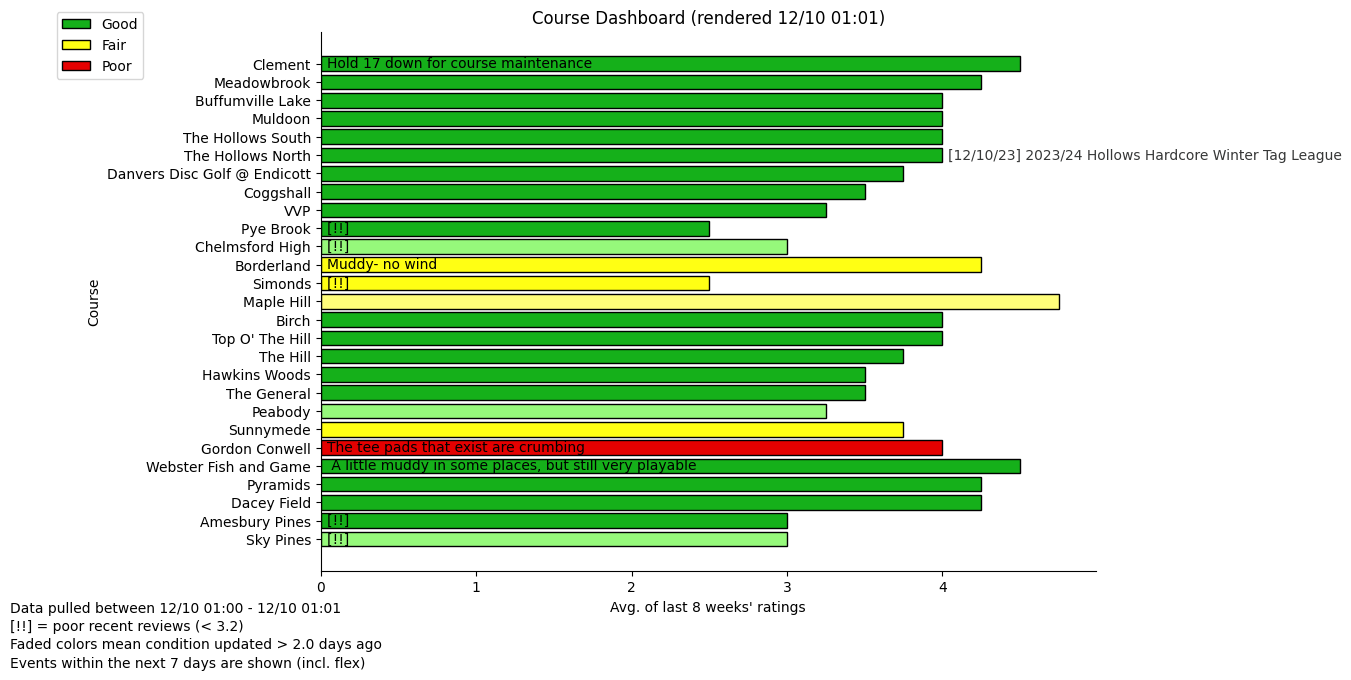 Course Dashboard (rendered 12/10 01:01)
Good
Fair
Poor
Clement
Hold 17 down for course maintenance
Meadowbrook
Buffumville Lake
Muldoon
The Hollows South
The Hollows North
[12/10/23] 2023/24 Hollows Hardcore Winter Tag League
Danvers Disc Golf @ Endicott
Coggshall
VVP
Pye Brook
[!!]
Chelmsford High
[!!]
Borderland
Muddy- no wind
Simonds
[!!]
Maple Hill
Birch
Top O' The Hill
The Hill
Hawkins Woods
The General
Peabody
Sunnymede
Gordon Conwell
The tee pads that exist are crumbing
Webster Fish and Game
A little muddy in some places, but still very playable
Pyramids
Dacey Field
Amesbury Pines
[!!]
Sky Pines
[!!]
Course
0 1 2 3 4
Avg. of last 8 weeks' ratings
Data pulled between 12/10 01:00 - 12/10 01:01
[!!] = poor recent reviews (< 3.2)
Faded colors mean condition updated > 2.0 days ago
Events within the next 7 days are shown (incl. flex)